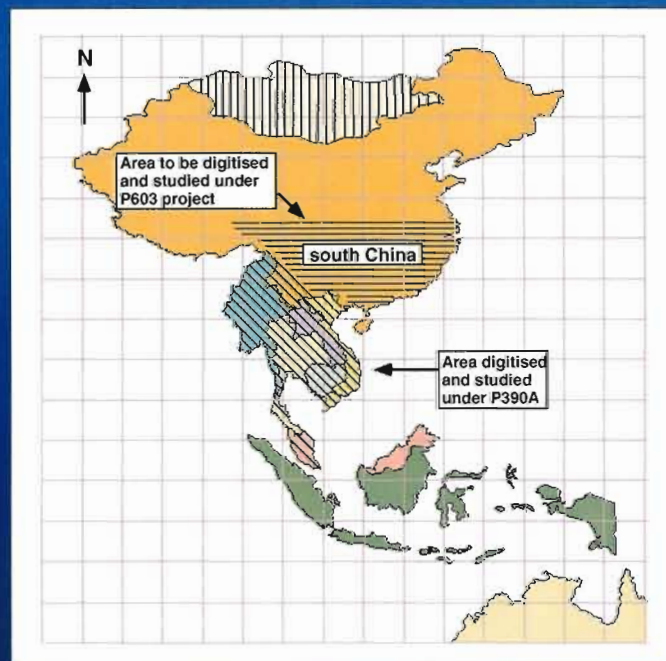 N
Area to be digitised
and studied under
P603 project
south China
Area digitised
and studied
under P390A